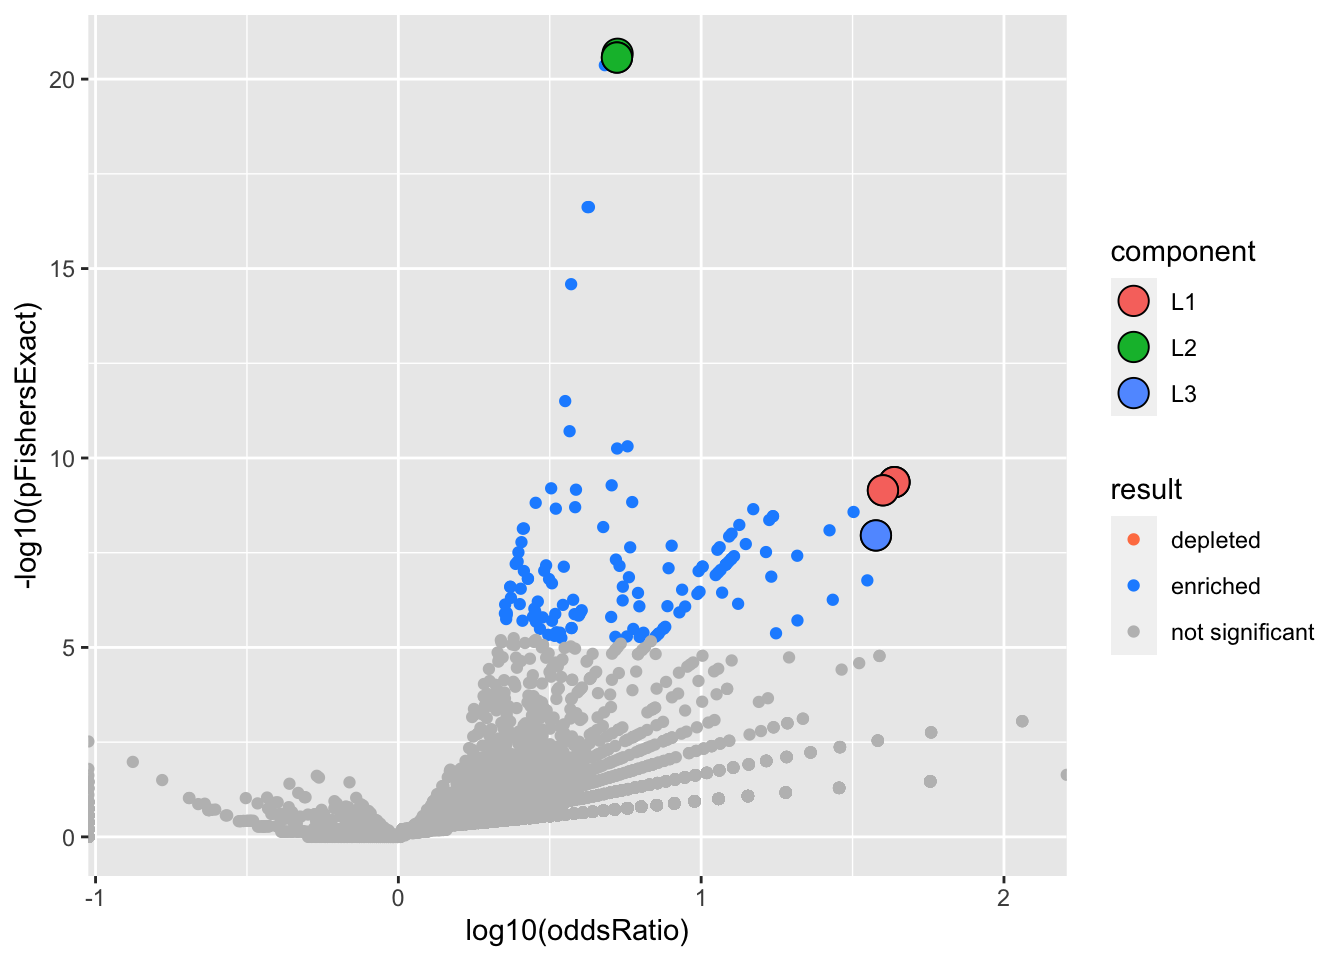 20
15
10
5
0
-log10(pFishersExact)
-1
0
1
2
log10(oddsRatio)
component
L1
L2
L3
result
depleted
enriched
not significant